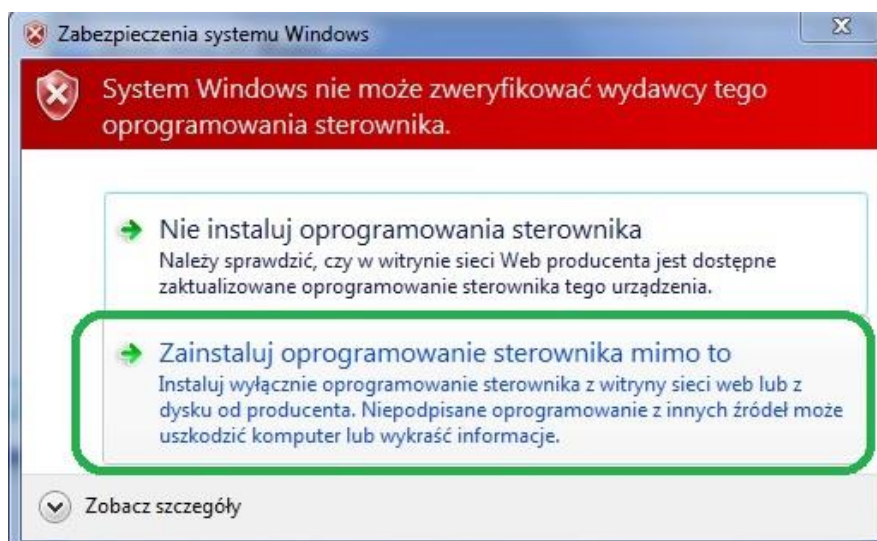 Zabezpieczenia systemu Windows
System Windows nie może zweryfikować wydawcy tego
oprogramowania sterownika.
Nie instaluj oprogramowania sterownika
Należy sprawdzić, czy w witrynie sieci Web producenta jest dostępne
zaktualizowane oprogramowanie sterownika tego urządzenia.
Zainstaluj oprogramowanie sterownika mimo to
Instaluj wyłącznie oprogramowanie sterownika z witryny sieci web lub z
dysku od producenta. Niepodpisane oprogramowanie z innych źródeł może
uszkodzić komputer lub wykraść informacje.
Zobacz szczegóły